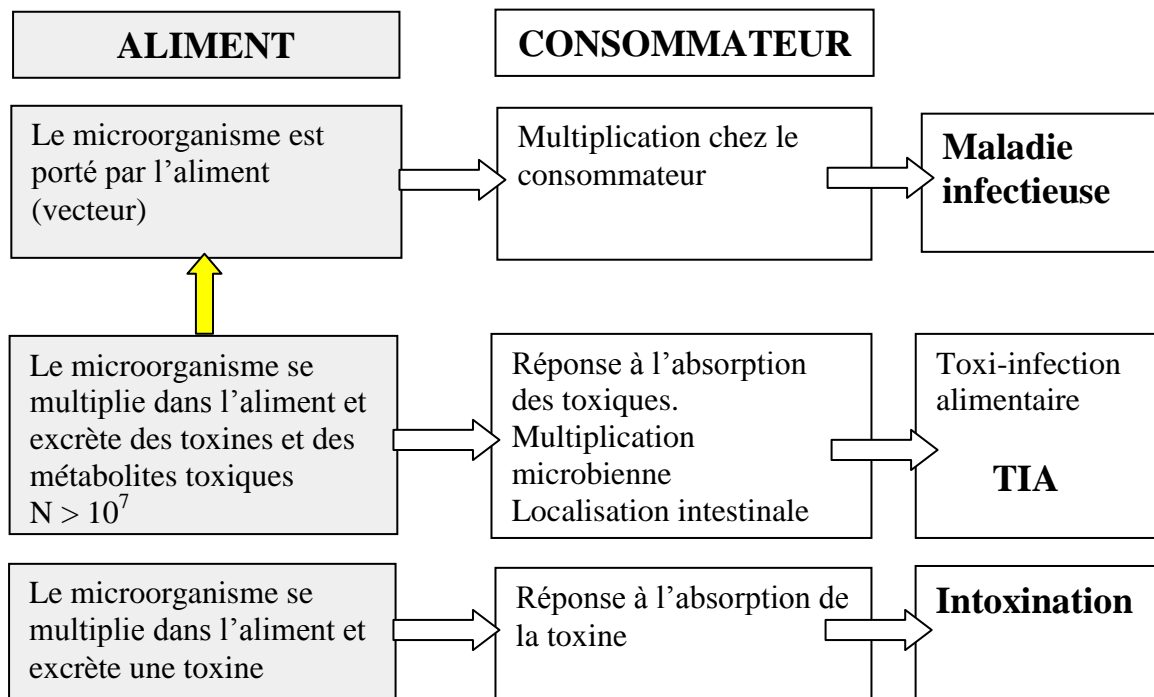 ALIMENT
CONSOMMATEUR
Le microorganisme est
porté par l’aliment
(vecteur)
Multiplication chez le
consommateur
Maladie
infectieuse
Le microorganisme se
multiplie dans l’aliment et
excrète des toxines et des
métabolites toxiques
N > 10⁷
Réponse à l’absorption
des toxiques.
Multiplication
microbienne
Localisation intestinale
Toxi-infection
alimentaire
TIA
Le microorganisme se
multiplie dans l’aliment et
excrète une toxine
Réponse à l’absorption de
la toxine
Intoxination